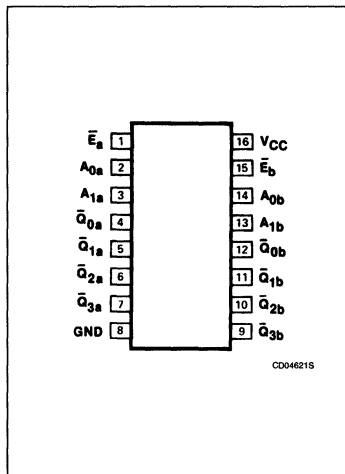 E̅a 1 16 VCC
A0a 2 15 E̅b
A1a 3 14 A0b
Q̅0a 4 13 A1b
Q̅1a 5 12 Q̅0b
Q̅2a 6 11 Q̅1b
Q̅3a 7 10 Q̅2b
GND 8 9 Q̅3b
CD04621S